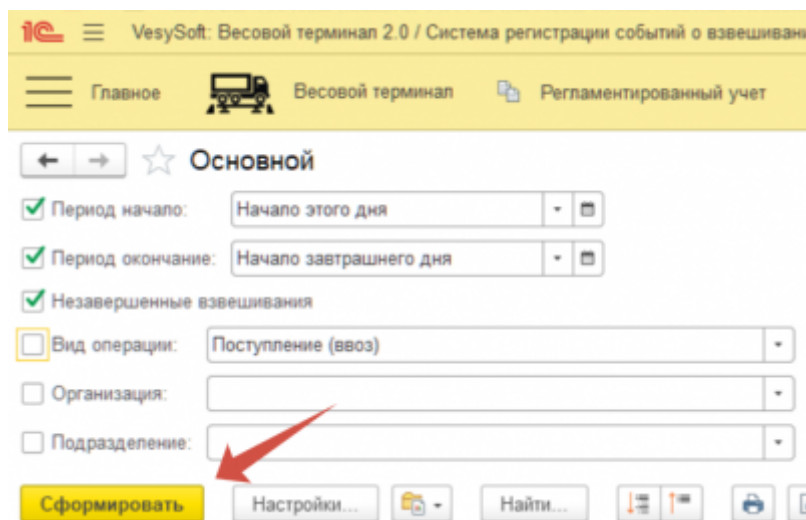 1С VesySoft: Весовой терминал 2.0 / Система регистрации событий о взвешивани
Главное Весовой терминал Регламентированный учет
Основной
Период начало: Начало этого дня
Период окончание: Начало завтрашнего дня
Незавершенные взвешивания
Вид операции: Поступление (ввоз)
Организация:
Подразделение:
Сформировать Настройки... Найти...